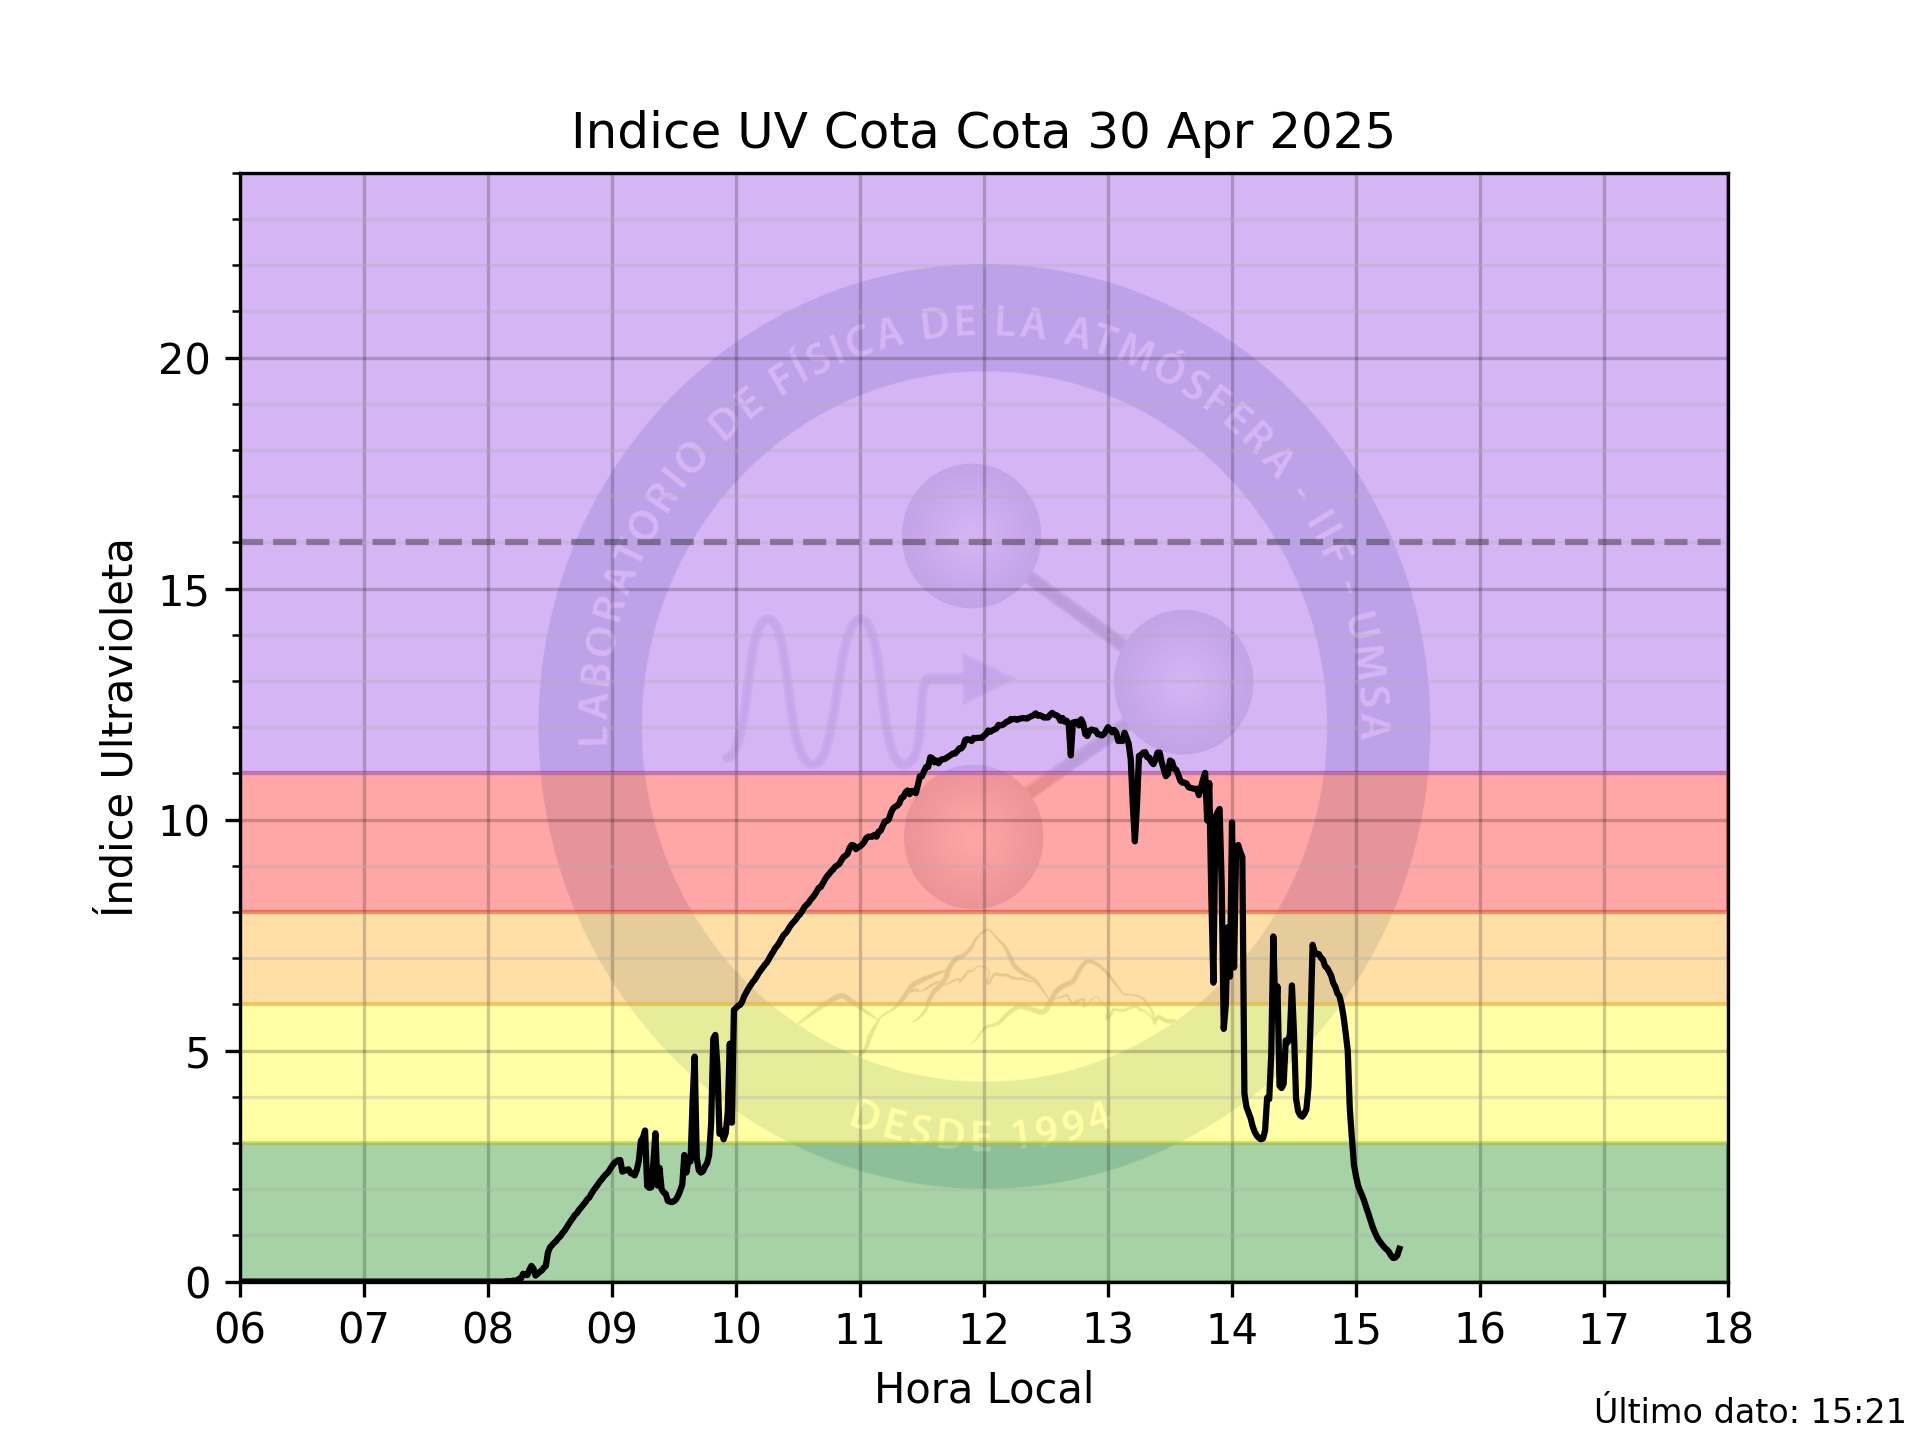 Indice UV Cota Cota 30 Apr 2025
Índice Ultravioleta
20
15
10
5
0
LABORATORIO DE FÍSICA DE LA ATMÓSFERA - IIF - UMSA
DESDE 1994
06 07 08 09 10 11 12 13 14 15 16 17 18
Hora Local
Último dato: 15:21